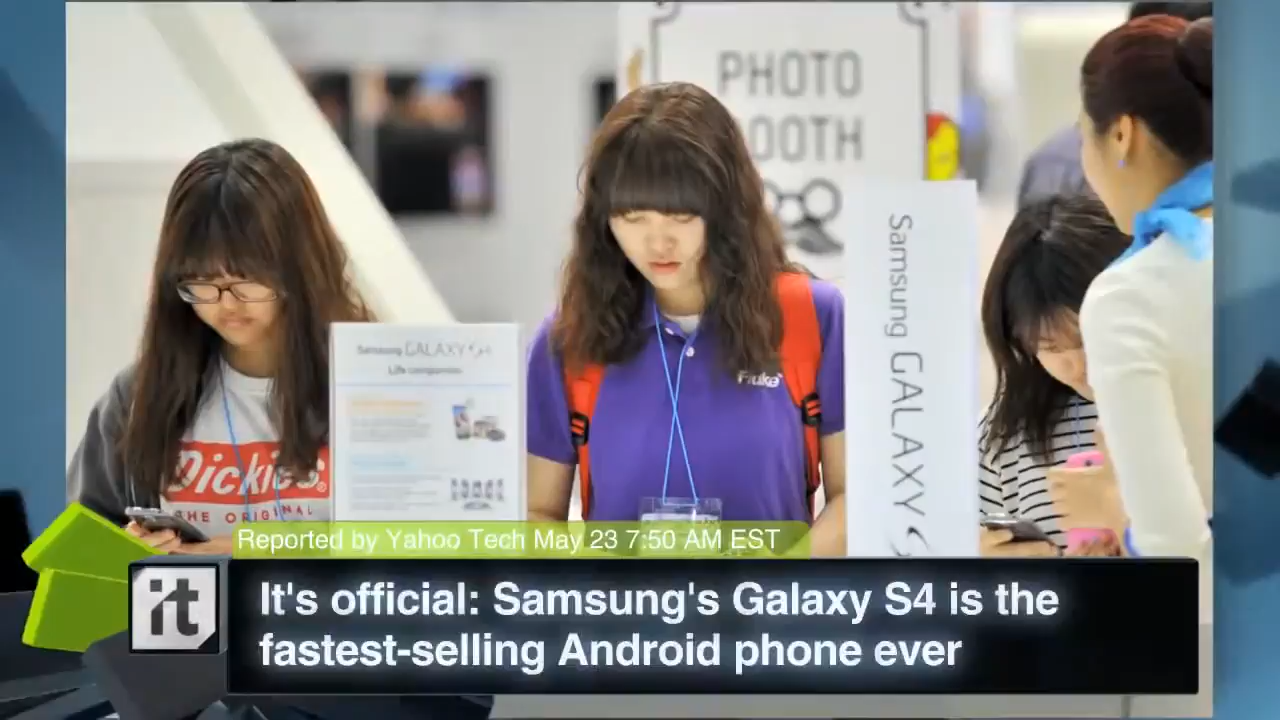 PHOTO
BOOTH
Samsung GALAXY S4
Life companion
Samsung GALAXY S
Dickies
THE ORIGINAL
Fluke
Reported by Yahoo Tech May 23 7:50 AM EST
it
It's official: Samsung's Galaxy S4 is the
fastest-selling Android phone ever